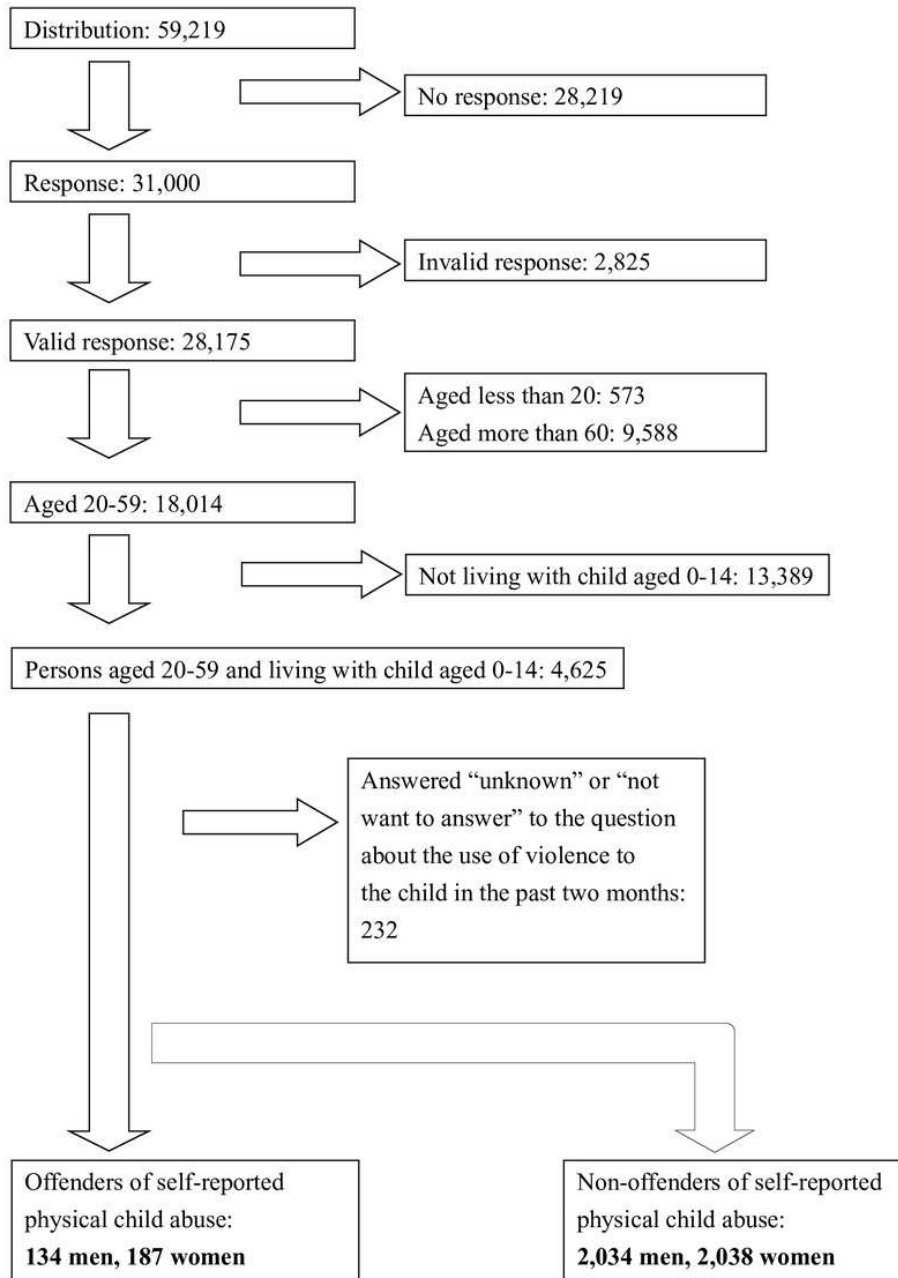 Distribution: 59,219
No response: 28,219
Response: 31,000
Invalid response: 2,825
Valid response: 28,175
Aged less than 20: 573
Aged more than 60: 9,588
Aged 20-59: 18,014
Not living with child aged 0-14: 13,389
Persons aged 20-59 and living with child aged 0-14: 4,625
Answered “unknown” or “not
want to answer” to the question
about the use of violence to
the child in the past two months:
232
Offenders of self-reported
physical child abuse:
134 men, 187 women
Non-offenders of self-reported
physical child abuse:
2,034 men, 2,038 women